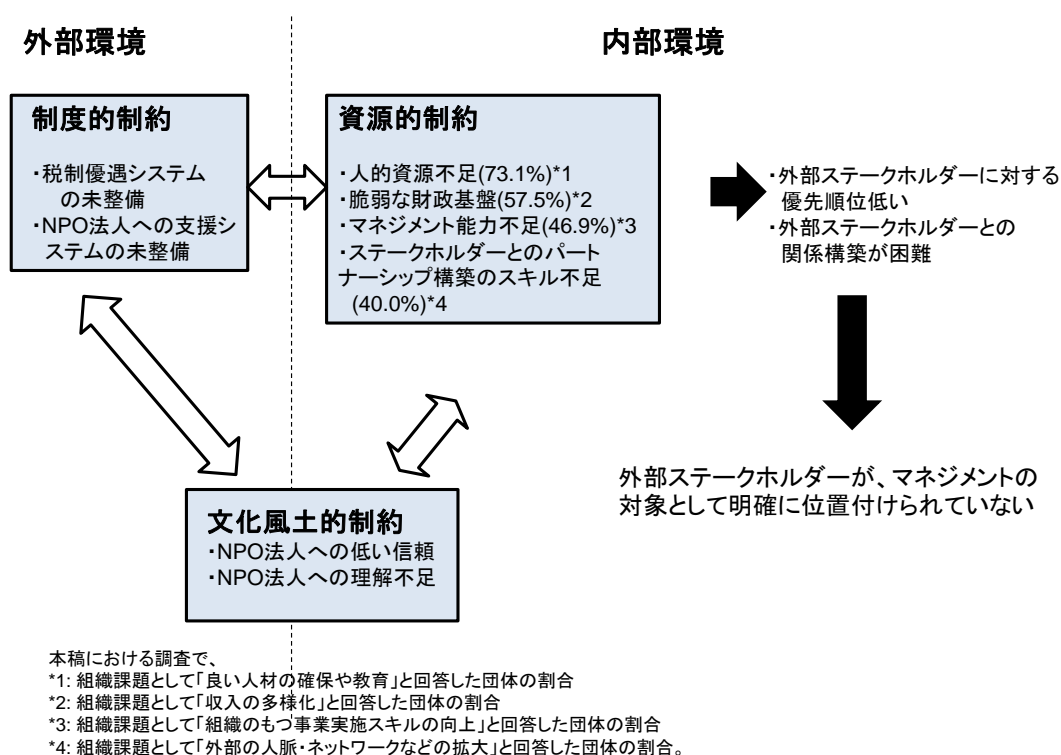 外部環境
内部環境
制度的制約
・税制優遇システム
の未整備
・NPO法人への支援シ
ステムの未整備
資源的制約
・人的資源不足(73.1%)*1
・脆弱な財政基盤(57.5%)*2
・マネジメント能力不足(46.9%)*3
・ステークホルダーとのパート
ナーシップ構築のスキル不足
(40.0%)*4
・外部ステークホルダーに対する
優先順位低い
・外部ステークホルダーとの
関係構築が困難
外部ステークホルダーが、マネジメントの
対象として明確に位置付けられていない
文化風土的制約
・NPO法人への低い信頼
・NPO法人への理解不足
本稿における調査で、
*1: 組織課題として「良い人材の確保や教育」と回答した団体の割合
*2: 組織課題として「収入の多様化」と回答した団体の割合
*3: 組織課題として「組織のもつ事業実施スキルの向上」と回答した団体の割合
*4: 組織課題として「外部の人脈・ネットワークなどの拡大」と回答した団体の割合。